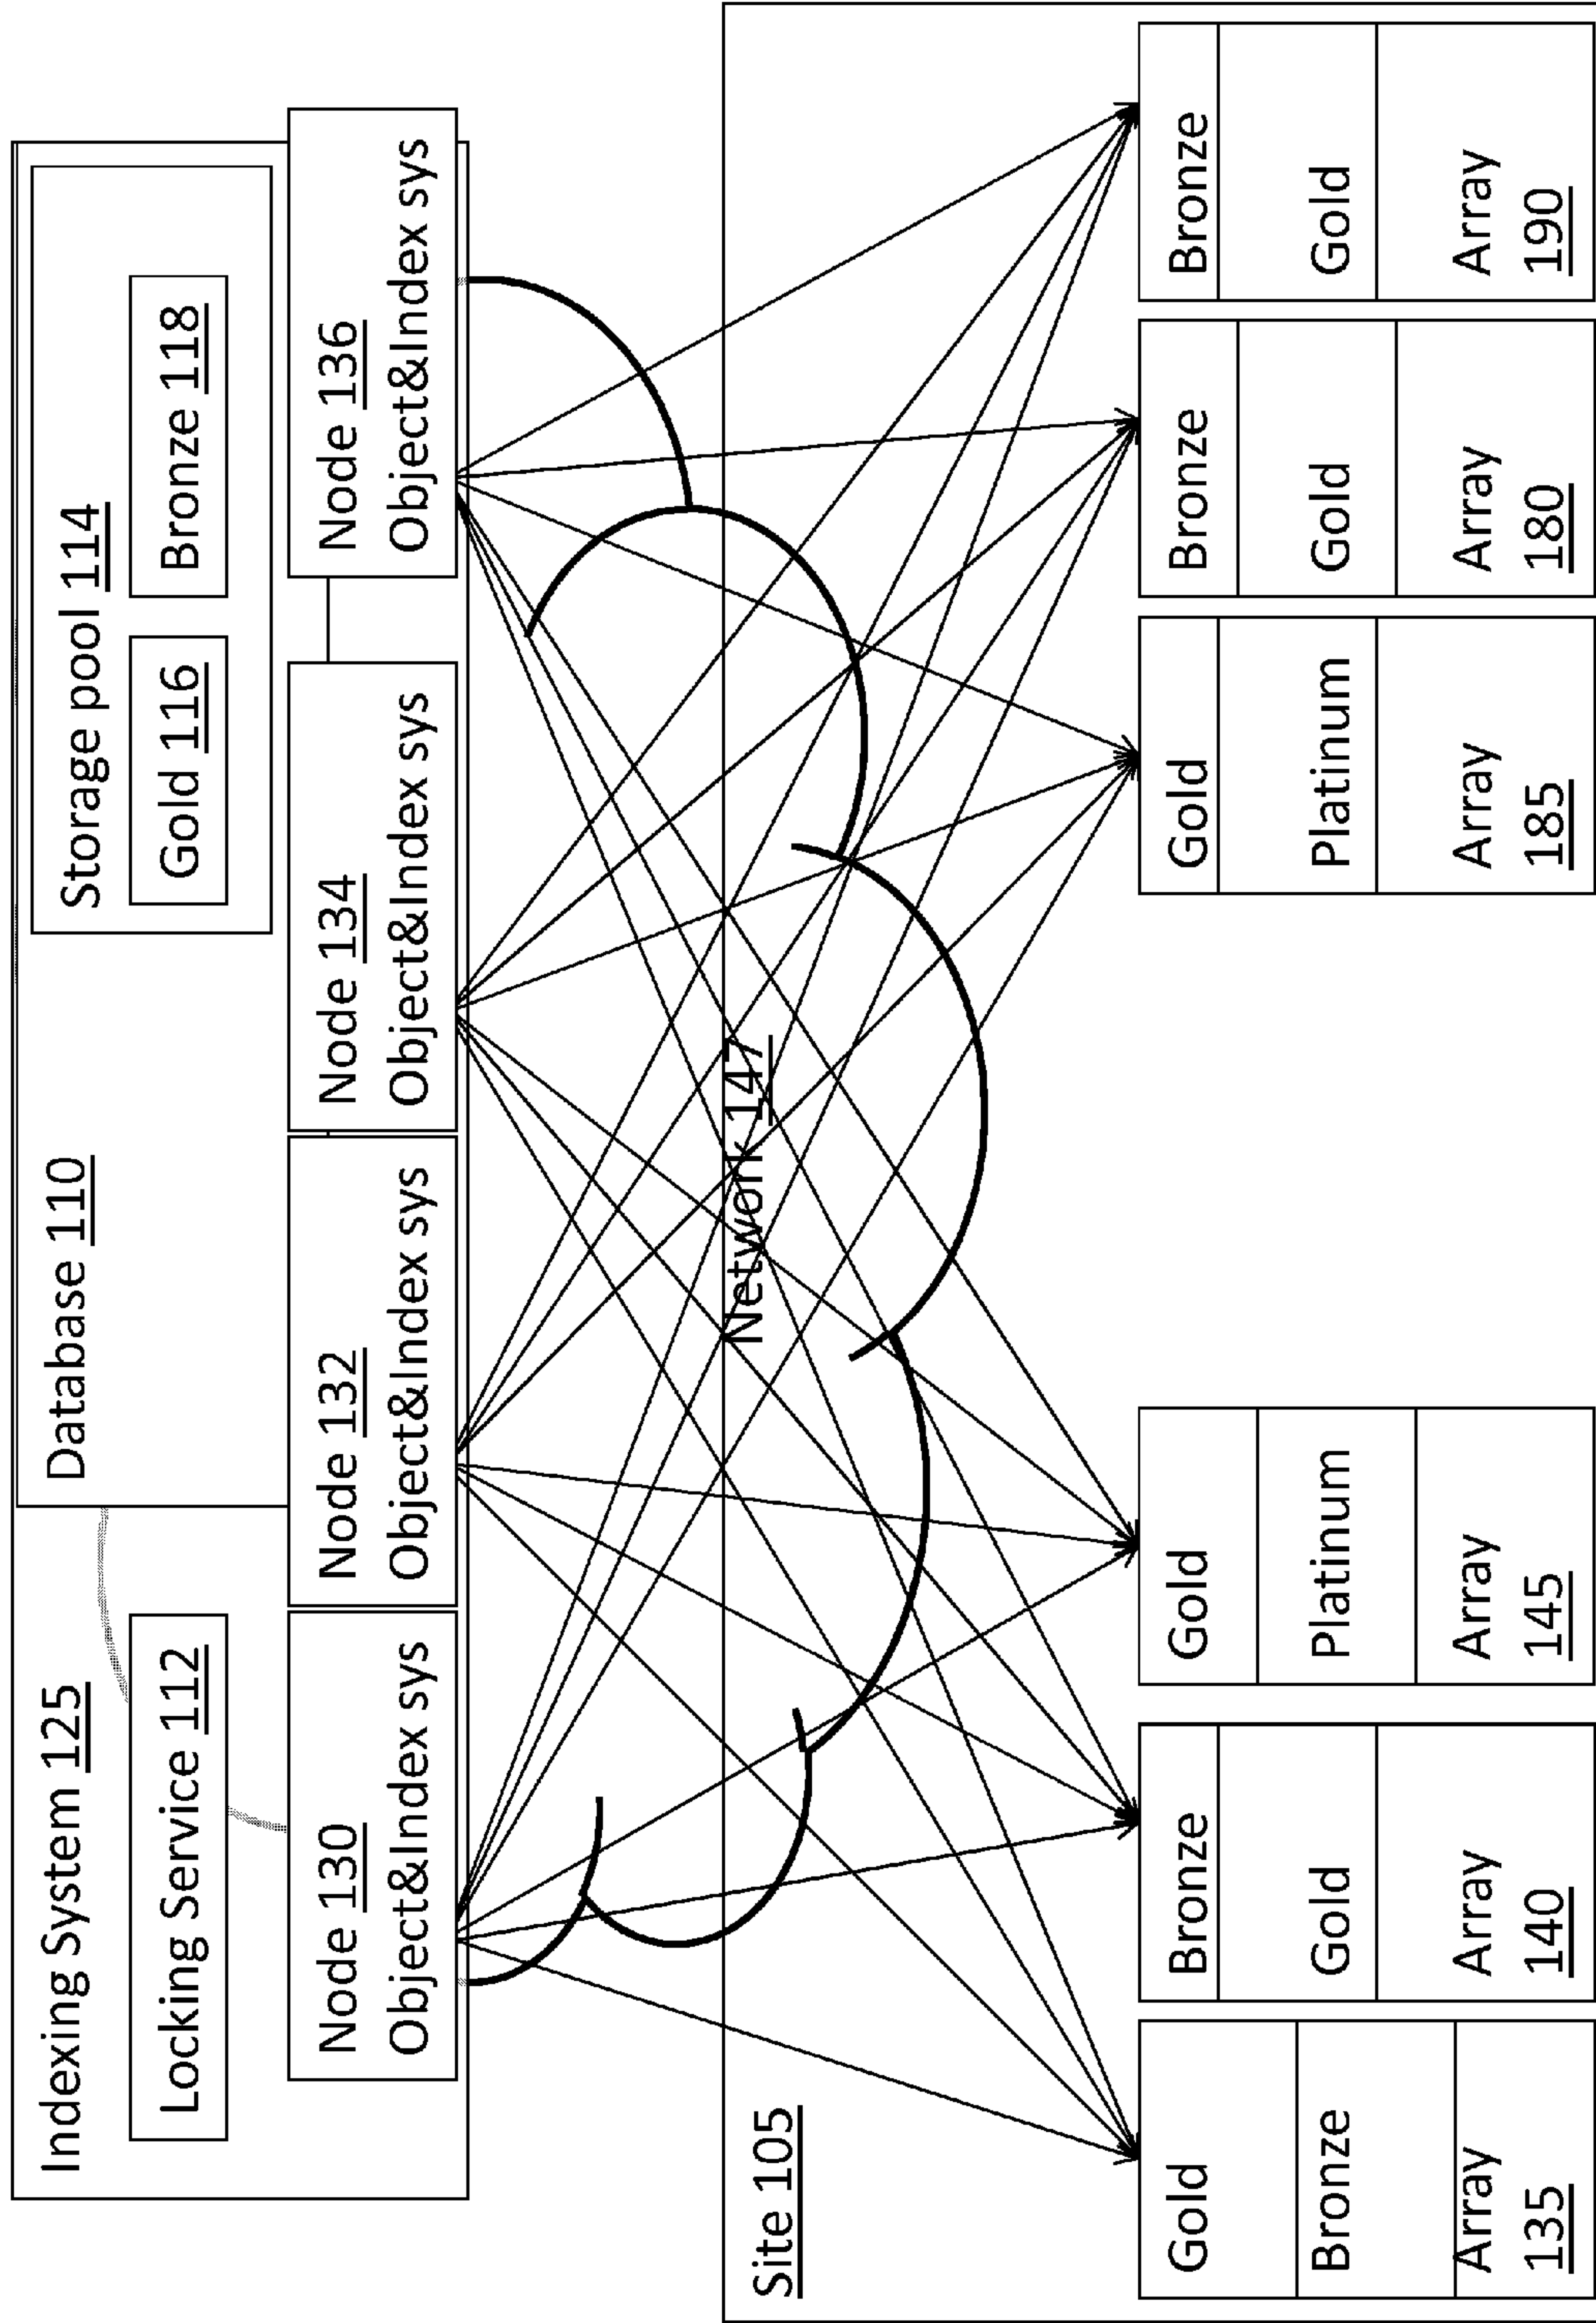 Indexing System 125
Database 110
Storage pool 114
Locking Service 112
Gold 116
Bronze 118
Node 130
Object&Index sys
Node 132
Object&Index sys
Node 134
Object&Index sys
Node 136
Object&Index sys
Network 147
Site 105
Gold
Bronze
Array
135
Bronze
Gold
Array
140
Gold
Platinum
Array
145
Gold
Platinum
Array
185
Bronze
Gold
Array
180
Bronze
Gold
Array
190